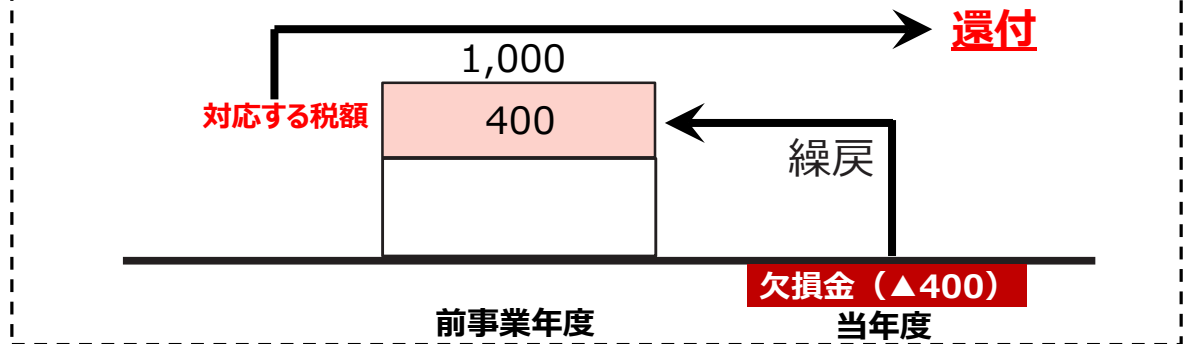 還付
1,000
対応する税額
400
繰戻
欠損金（▲400）
前事業年度
当年度